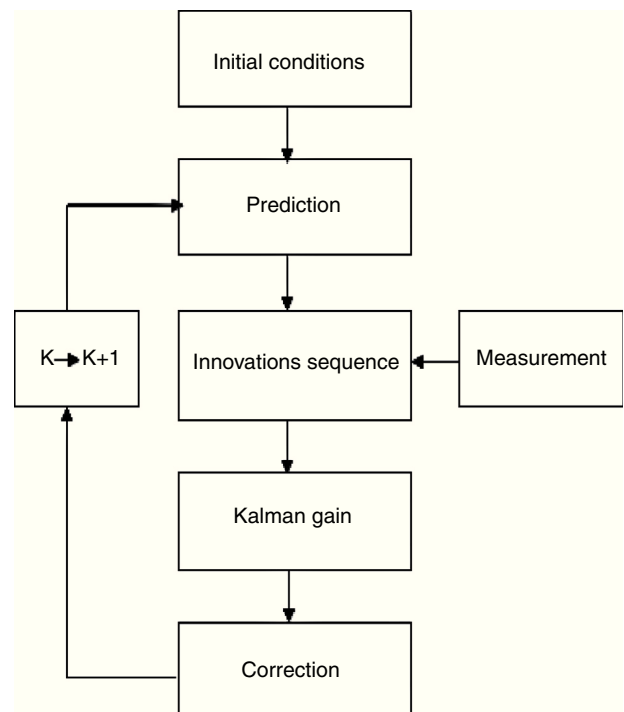 Initial conditions
Prediction
K→K+1
Innovations sequence
Measurement
Kalman gain
Correction